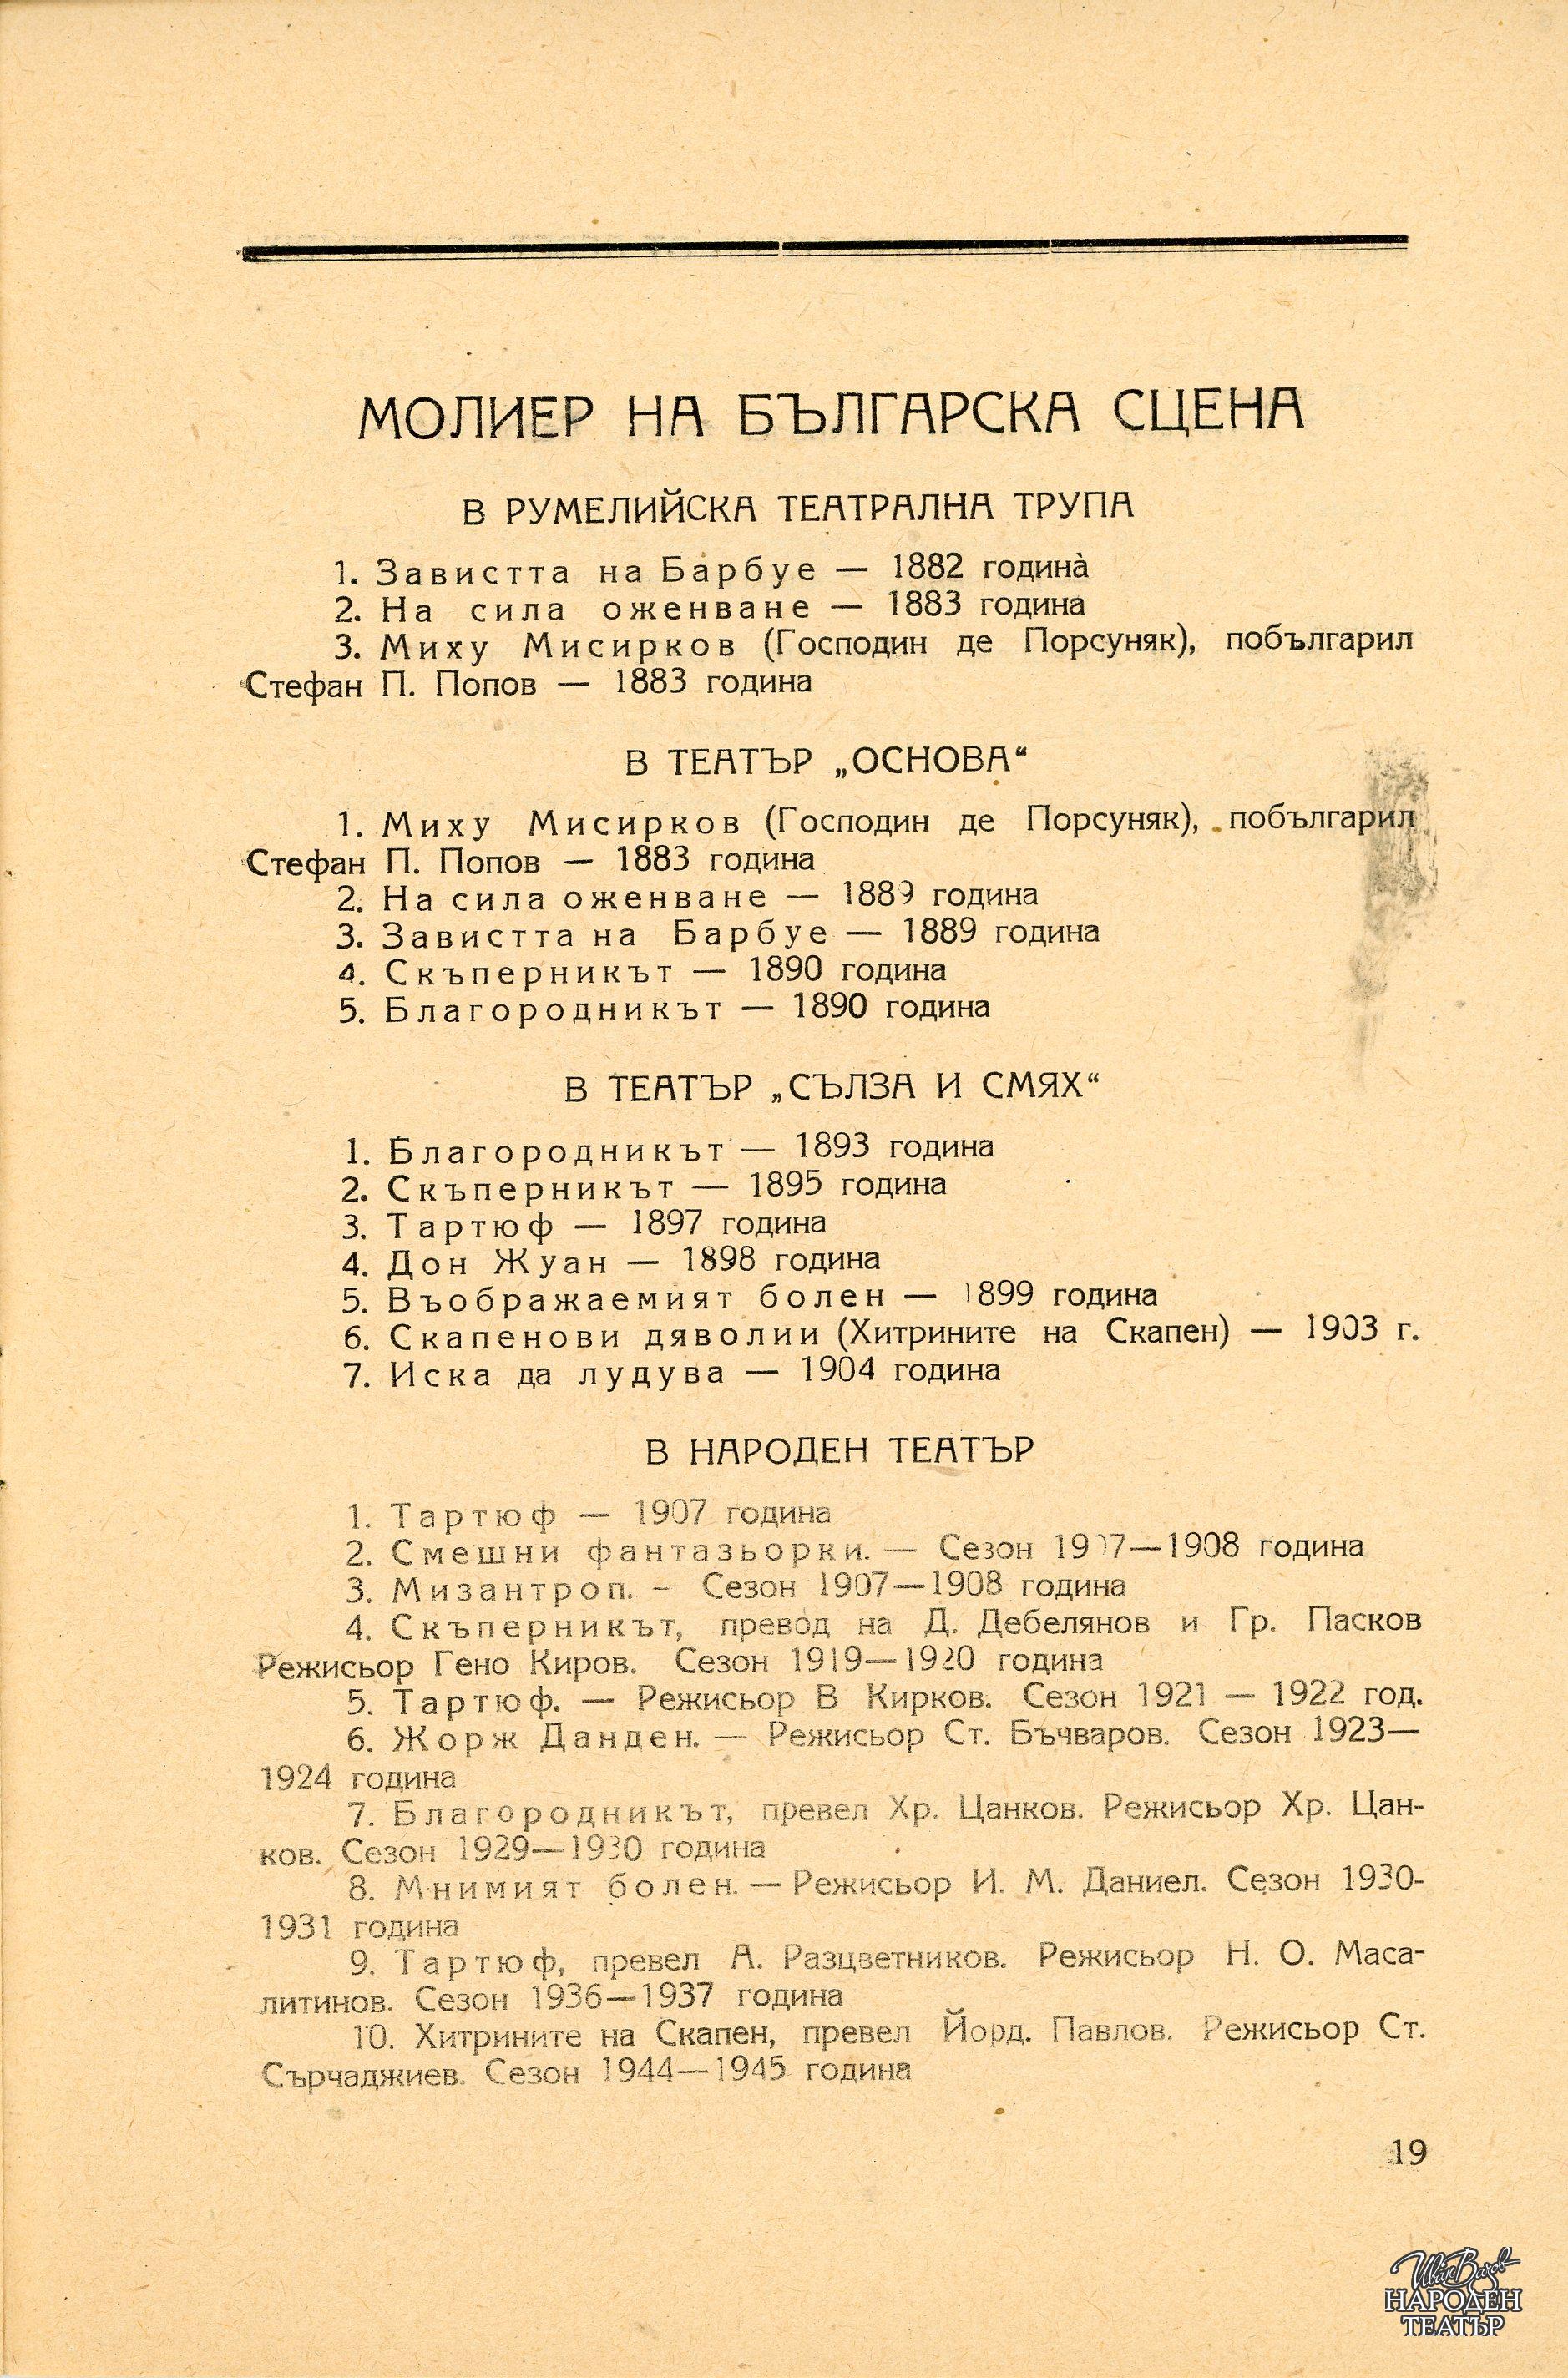 МОЛИЕР НА БЪЛГАРСКА СЦЕНА
В РУМЕЛИЙСКА ТЕАТРАЛНА ТРУПА
1. Завистта на Барбуе — 1882 година
2. На сила оженване — 1883 година
3. Миху Мисирков (Господин де Порсуняк), побългарил
Стефан П. Попов — 1883 година
В ТЕАТЪР „ОСНОВА“
1. Миху Мисирков (Господин де Порсуняк), побългарил
Стефан П. Попов — 1883 година
2. На сила оженване — 1889 година
3. Завистта на Барбуе — 1889 година
4. Скъперникът — 1890 година
5. Благородникът — 1890 година
В ТЕАТЪР „СЪЛЗА И СМЯХ“
1. Благородникът — 1893 година
2. Скъперникът — 1895 година
3. Тартюф — 1897 година
4. Дон Жуан — 1898 година
5. Въображаемият болен — 1899 година
6. Скапенови дяволии (Хитрините на Скапен) — 1903 г.
7. Иска да лудува — 1904 година
В НАРОДЕН ТЕАТЪР
1. Тартюф — 1907 година
2. Смешни фантазьорки. — Сезон 1907—1908 година
3. Мизантроп. - Сезон 1907—1908 година
4. Скъперникът, превод на Д. Дебелянов и Гр. Пасков
Режисьор Гено Киров. Сезон 1919—1920 година
5. Тартюф. — Режисьор В Кирков. Сезон 1921 — 1922 год.
6. Жорж Данден. — Режисьор Ст. Бъчваров. Сезон 1923—
1924 година
7. Благородникът, превел Хр. Цанков. Режисьор Хр. Цан-
ков. Сезон 1929—1930 година
8. Мнимият болен. — Режисьор И. М. Даниел. Сезон 1930-
1931 година
9. Тартюф, превел А. Разцветников. Режисьор Н. О. Маса-
литинов. Сезон 1936—1937 година
10. Хитрините на Скапен, превел Йорд. Павлов. Режисьор Ст.
Сърчаджиев. Сезон 1944—1945 година
19
Иван Вазов
НАРОДЕН
ТЕАТЪР